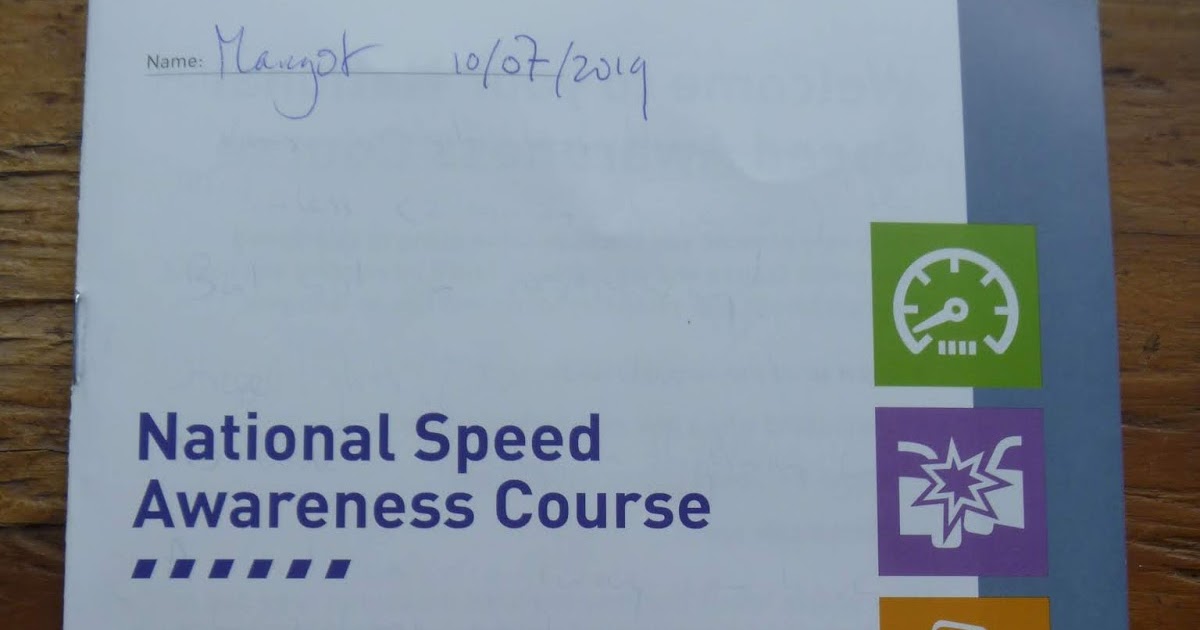 Name: Margot 10/07/2019
National Speed
Awareness Course